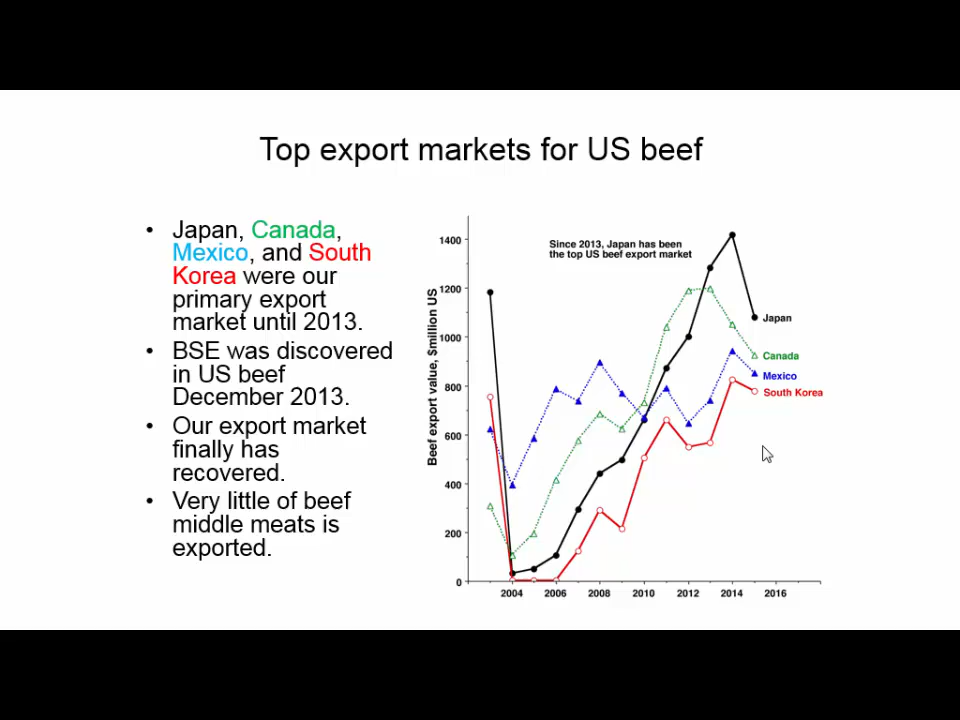 Top export markets for US beef
• Japan, Canada,
Mexico, and South
Korea were our
primary export
market until 2013.
• BSE was discovered
in US beef
December 2013.
• Our export market
finally has
recovered.
• Very little of beef
middle meats is
exported.
Beef export value, $million US
1400
1200
1000
800
600
400
200
0
Since 2013, Japan has been
the top US beef export market
Japan
Canada
Mexico
South Korea
2004 2006 2008 2010 2012 2014 2016